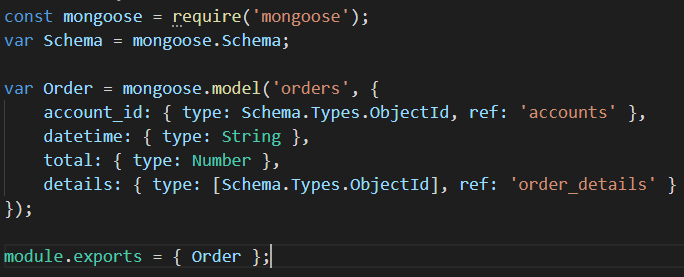 const mongoose = require('mongoose');
var Schema = mongoose.Schema;
var Order = mongoose.model('orders', {
    account_id: { type: Schema.Types.ObjectId, ref: 'accounts' },
    datetime: { type: String },
    total: { type: Number },
    details: { type: [Schema.Types.ObjectId], ref: 'order_details' }
});
module.exports = { Order };